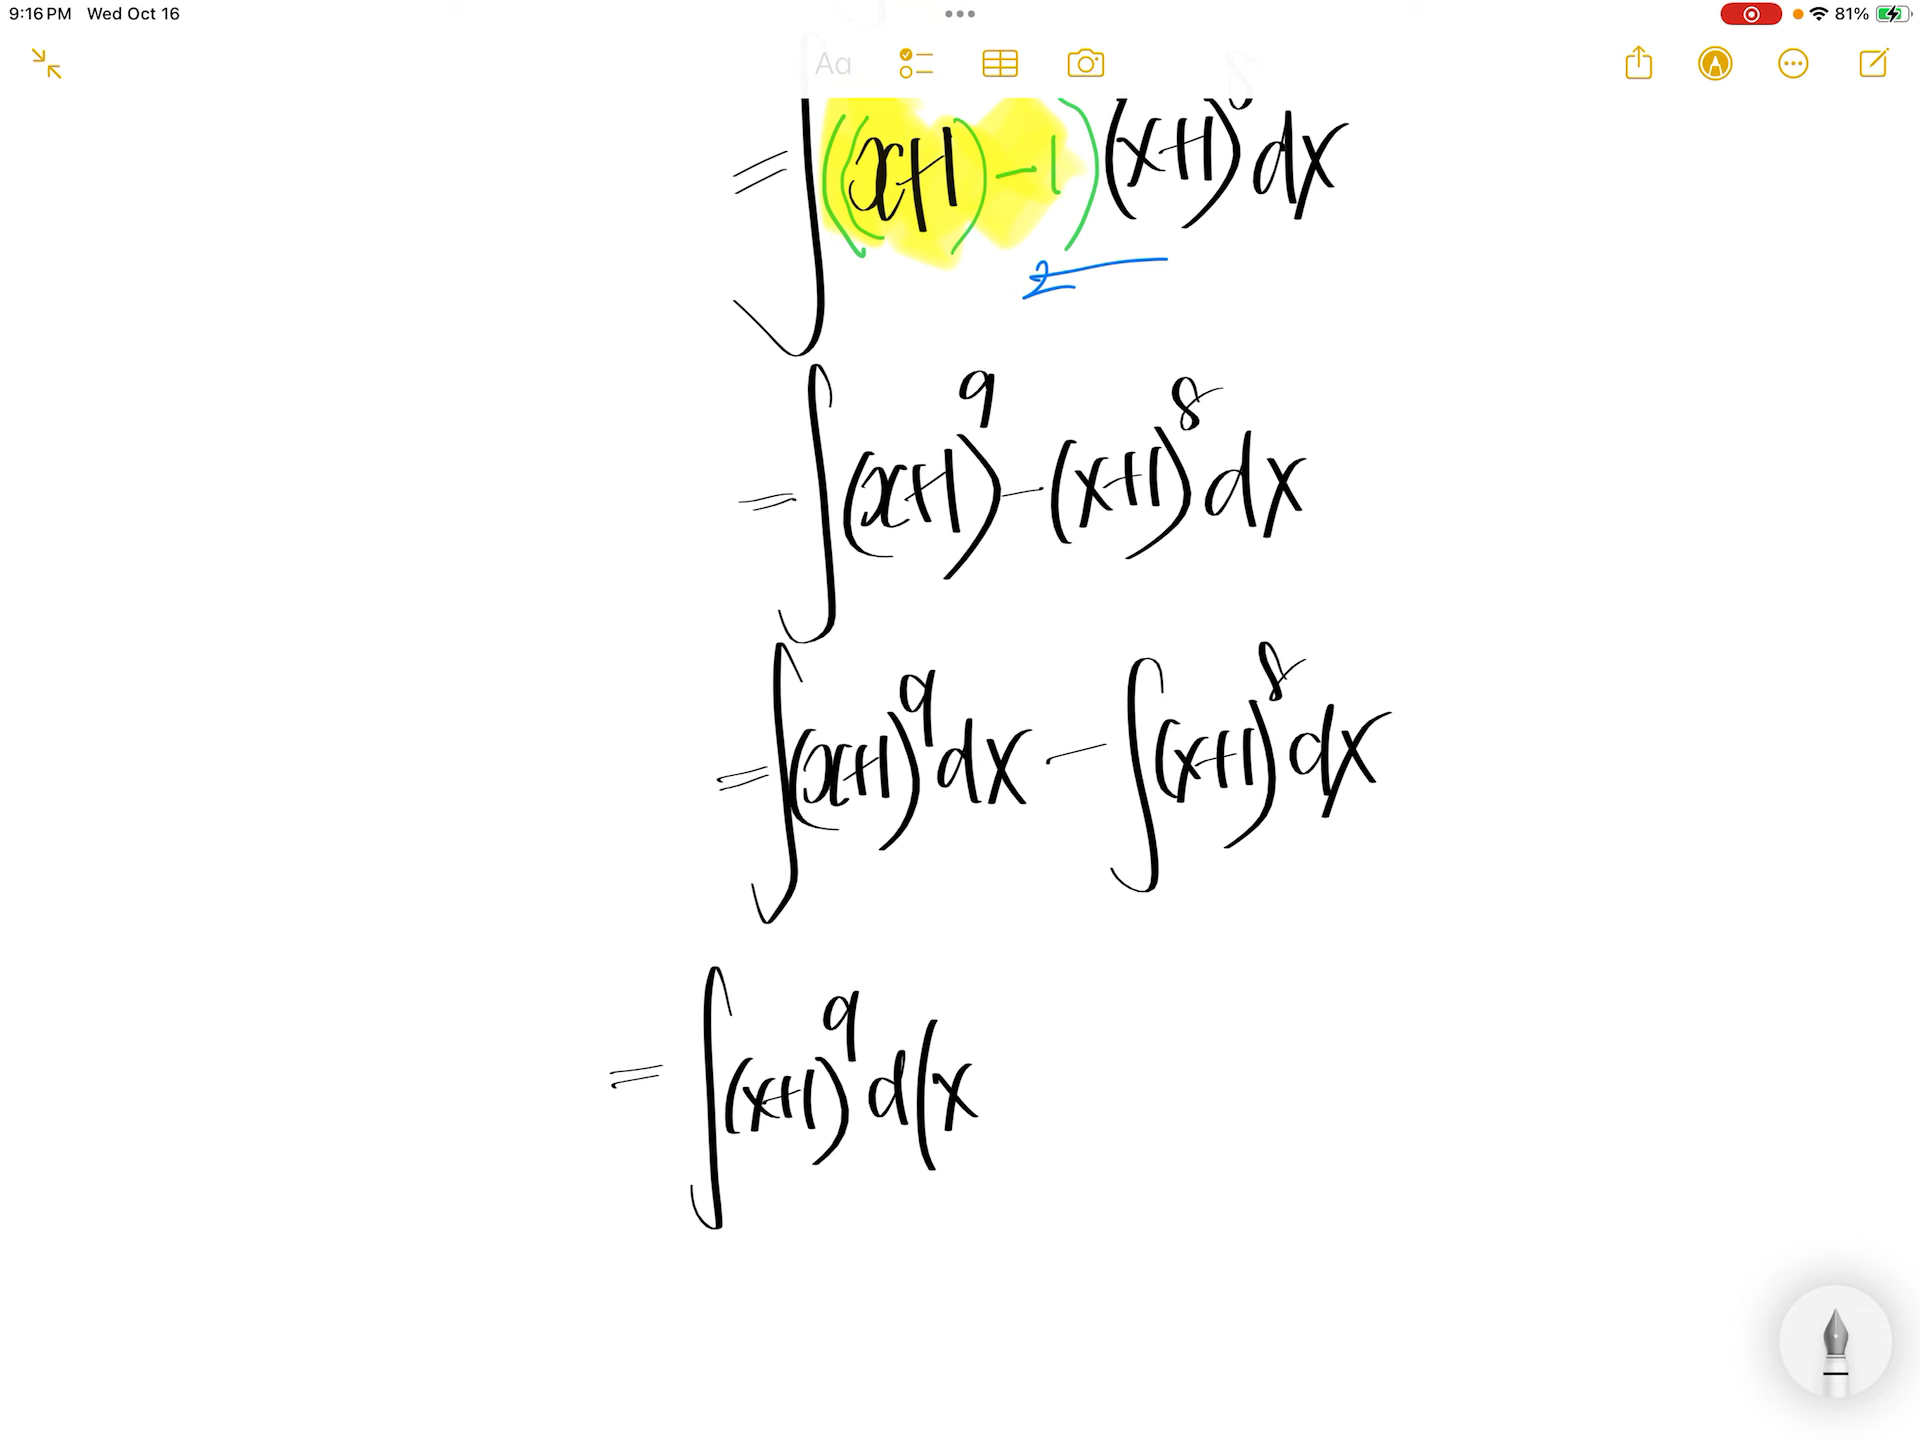 9:16 PM Wed Oct 16 81%
Aa
= ∫ ((x+1) - 1)(x+1)⁸ dx
= ∫ (x+1)⁹ - (x+1)⁸ dx
= ∫ (x+1)⁹ dx - ∫ (x+1)⁸ dx
= ∫ (x+1)⁹ d(x